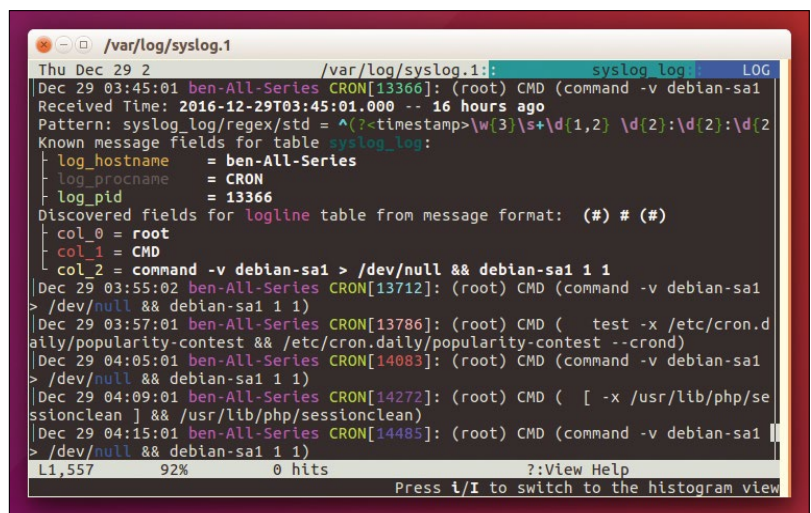 /var/log/syslog.1
Thu Dec 29 2 /var/log/syslog.1:: syslog_log:: LOG
|Dec 29 03:45:01 ben-All-Series CRON[13366]: (root) CMD (command -v debian-sa1
Received Time: 2016-12-29T03:45:01.000 -- 16 hours ago
Pattern: syslog_log/regex/std = ^(?<timestamp>\w{3}\s+\d{1,2} \d{2}:\d{2}:\d{2
Known message fields for table syslog_log:
├ log_hostname = ben-All-Series
├ log_procname = CRON
├ log_pid = 13366
Discovered fields for logline table from message format: (#) # (#)
├ col_0 = root
├ col_1 = CMD
└ col_2 = command -v debian-sa1 > /dev/null && debian-sa1 1 1
|Dec 29 03:55:02 ben-All-Series CRON[13712]: (root) CMD (command -v debian-sa1
> /dev/null && debian-sa1 1 1)
|Dec 29 03:57:01 ben-All-Series CRON[13786]: (root) CMD (   test -x /etc/cron.d
aily/popularity-contest && /etc/cron.daily/popularity-contest --crond)
|Dec 29 04:05:01 ben-All-Series CRON[14083]: (root) CMD (command -v debian-sa1
> /dev/null && debian-sa1 1 1)
|Dec 29 04:09:01 ben-All-Series CRON[14272]: (root) CMD (  [ -x /usr/lib/php/se
ssionclean ] && /usr/lib/php/sessionclean)
|Dec 29 04:15:01 ben-All-Series CRON[14485]: (root) CMD (command -v debian-sa1
> /dev/null && debian-sa1 1 1)
L1,557 92% 0 hits ?:View Help
Press i/I to switch to the histogram view